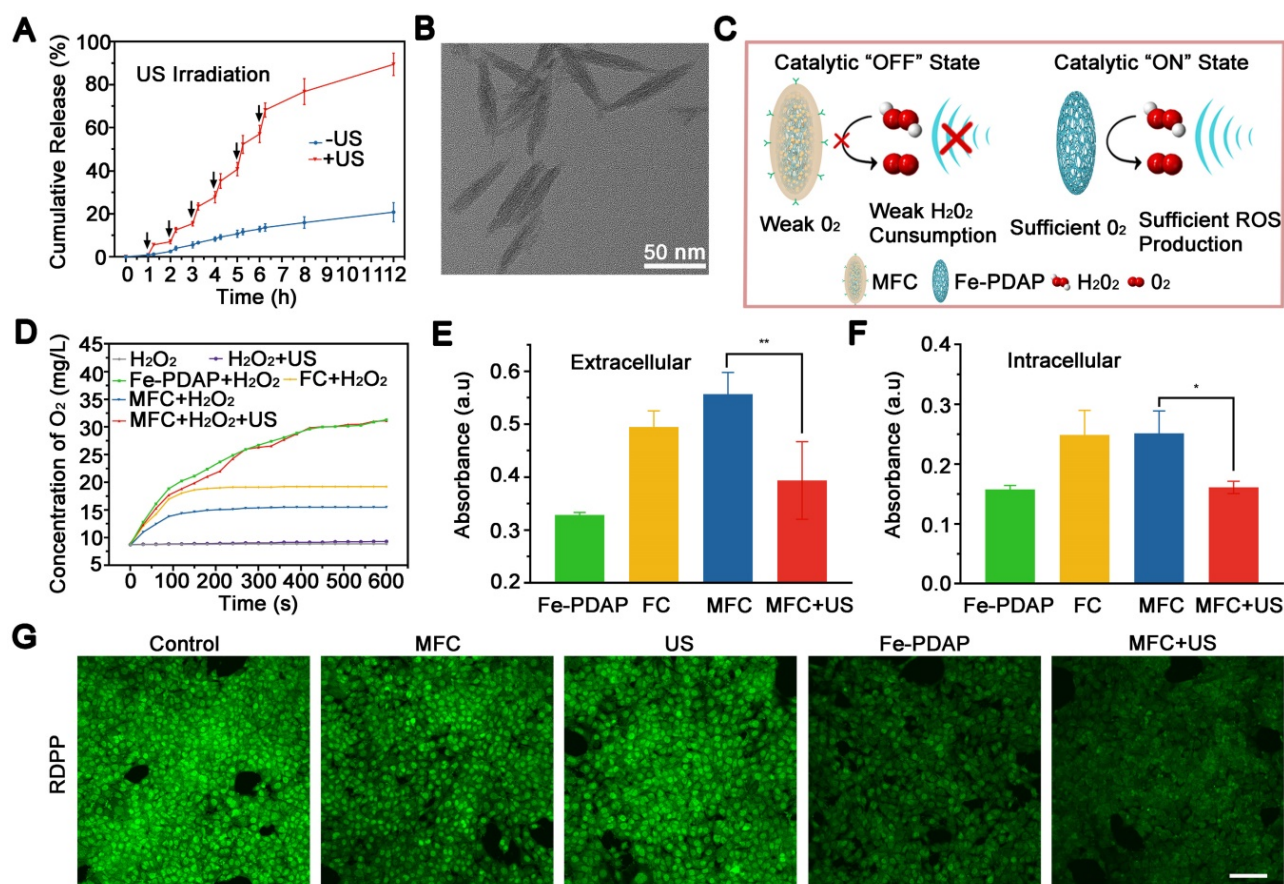 A
Cumulative Release (%)
100
80
60
40
20
0
US Irradiation
-US
+US
0 1 2 3 4 5 6 7 8 9 10 11 12
Time (h)
B
50 nm
C
Catalytic “OFF” State
Catalytic “ON” State
Weak O₂
Weak H₂O₂
Cunsumption
Sufficient O₂
Sufficient ROS
Production
MFC
Fe-PDAP
H₂O₂
O₂
D
Concentration of O₂ (mg/L)
45
40
35
30
25
20
15
10
5
H₂O₂
H₂O₂+US
Fe-PDAP+H₂O₂
FC+H₂O₂
MFC+H₂O₂
MFC+H₂O₂+US
0 100 200 300 400 500 600
Time (s)
E
Absorbance (a.u)
0.6
0.5
0.4
0.3
0.2
Extracellular
**
Fe-PDAP
FC
MFC
MFC+US
F
Absorbance (a.u)
0.4
0.3
0.2
0.1
0.0
Intracellular
*
Fe-PDAP
FC
MFC
MFC+US
G
Control
MFC
US
Fe-PDAP
MFC+US
RDPP